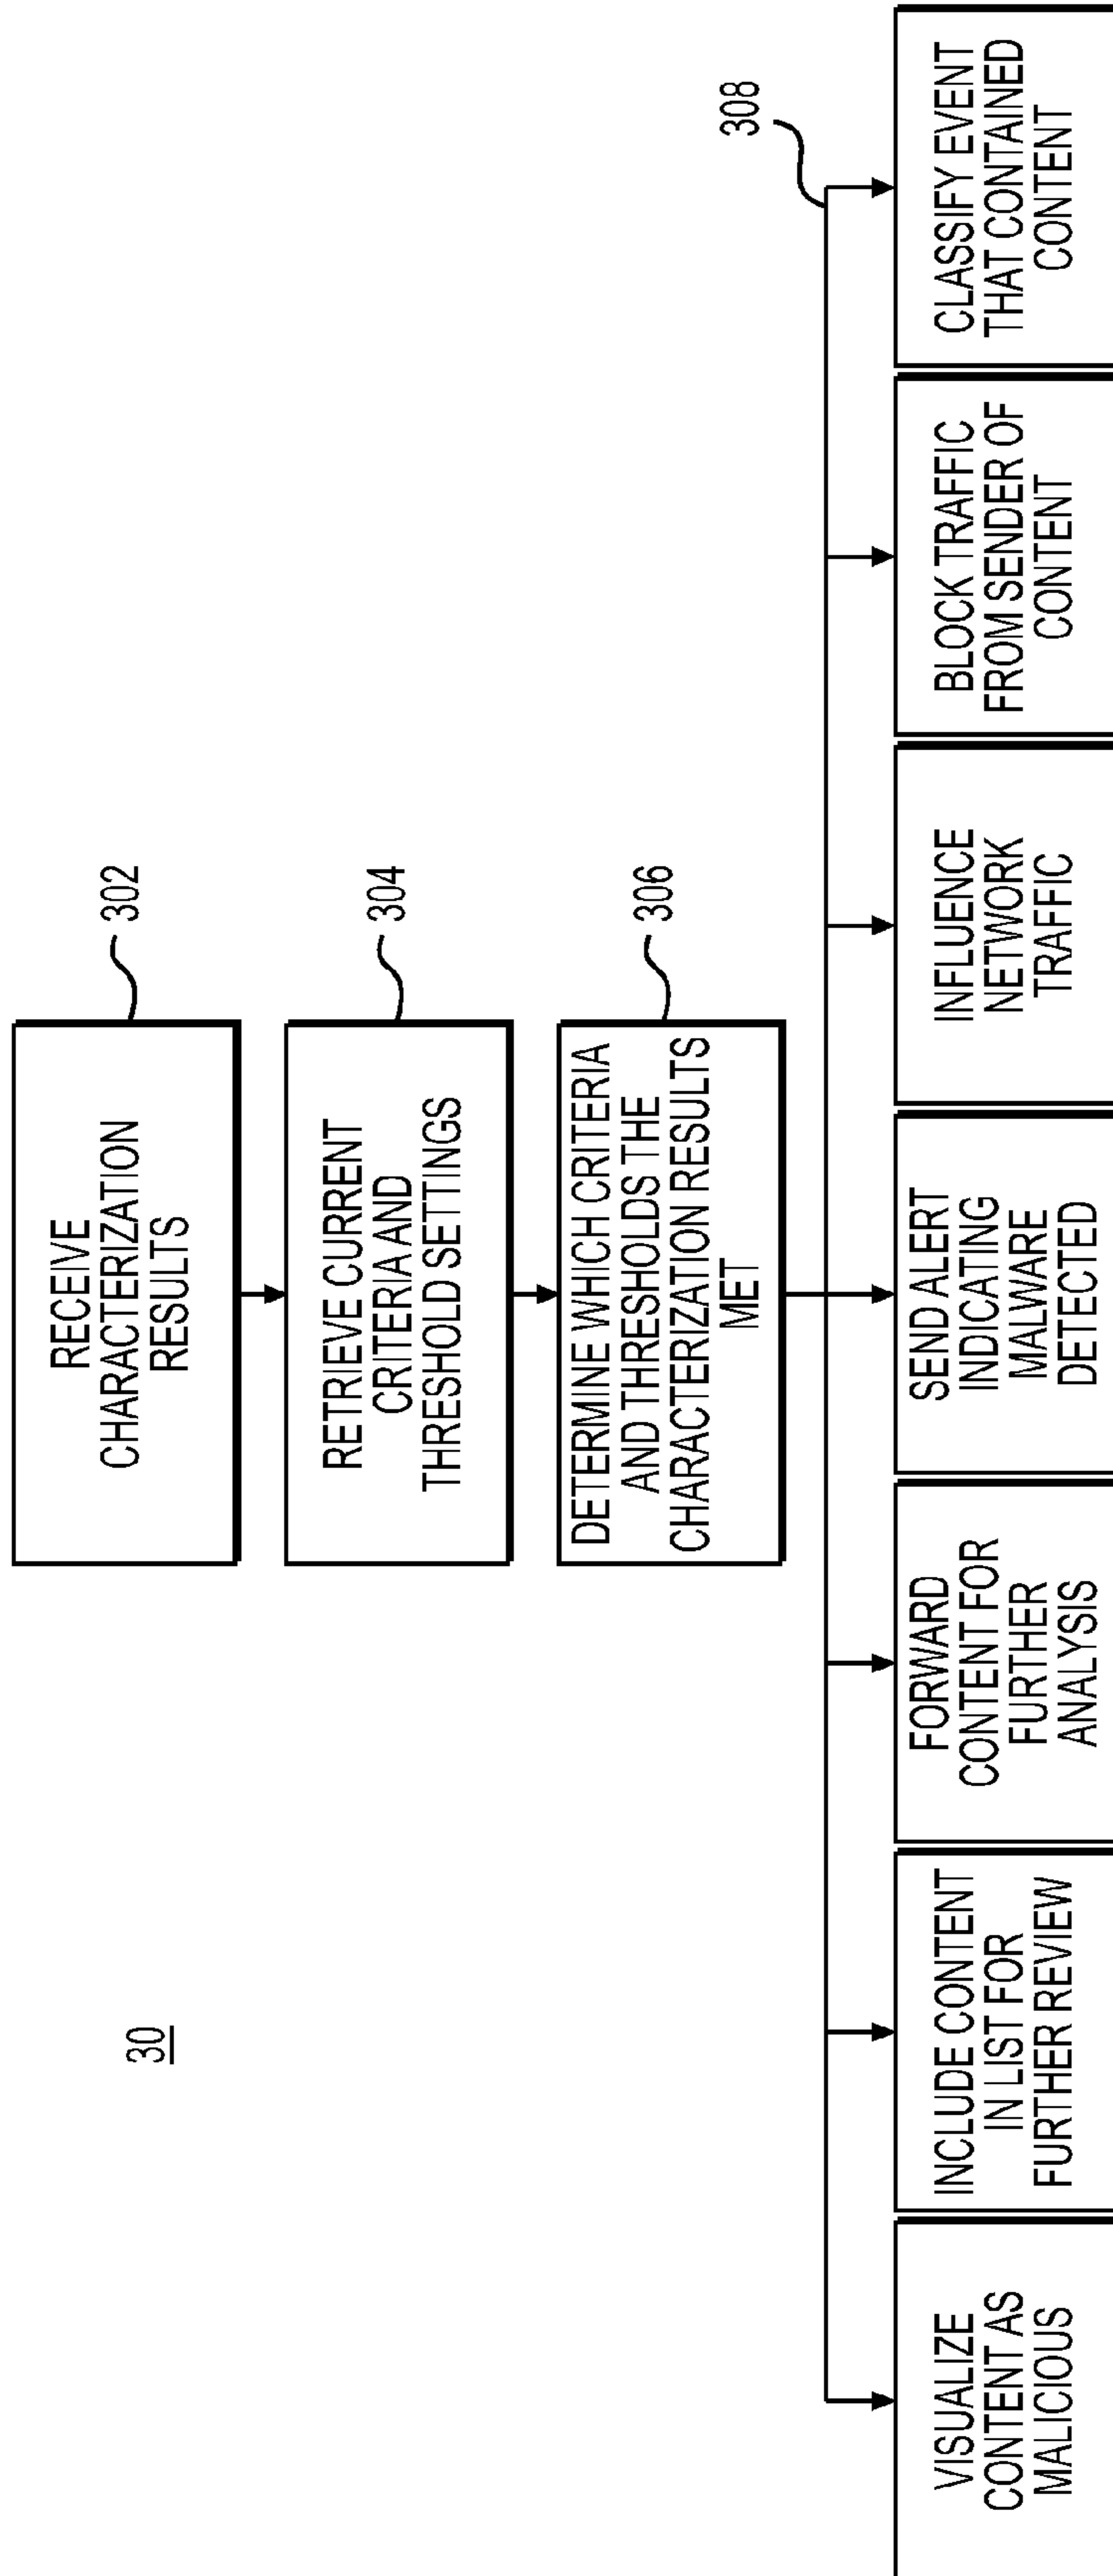 30
RECEIVE
CHARACTERIZATION
RESULTS
302
RETRIEVE CURRENT
CRITERIA AND
THRESHOLD SETTINGS
304
DETERMINE WHICH CRITERIA
AND THRESHOLDS THE
CHARACTERIZATION RESULTS
MET
306
308
VISUALIZE
CONTENT AS
MALICIOUS
INCLUDE CONTENT
IN LIST FOR
FURTHER REVIEW
FORWARD
CONTENT FOR
FURTHER
ANALYSIS
SEND ALERT
INDICATING
MALWARE
DETECTED
INFLUENCE
NETWORK
TRAFFIC
BLOCK TRAFFIC
FROM SENDER OF
CONTENT
CLASSIFY EVENT
THAT CONTAINED
CONTENT